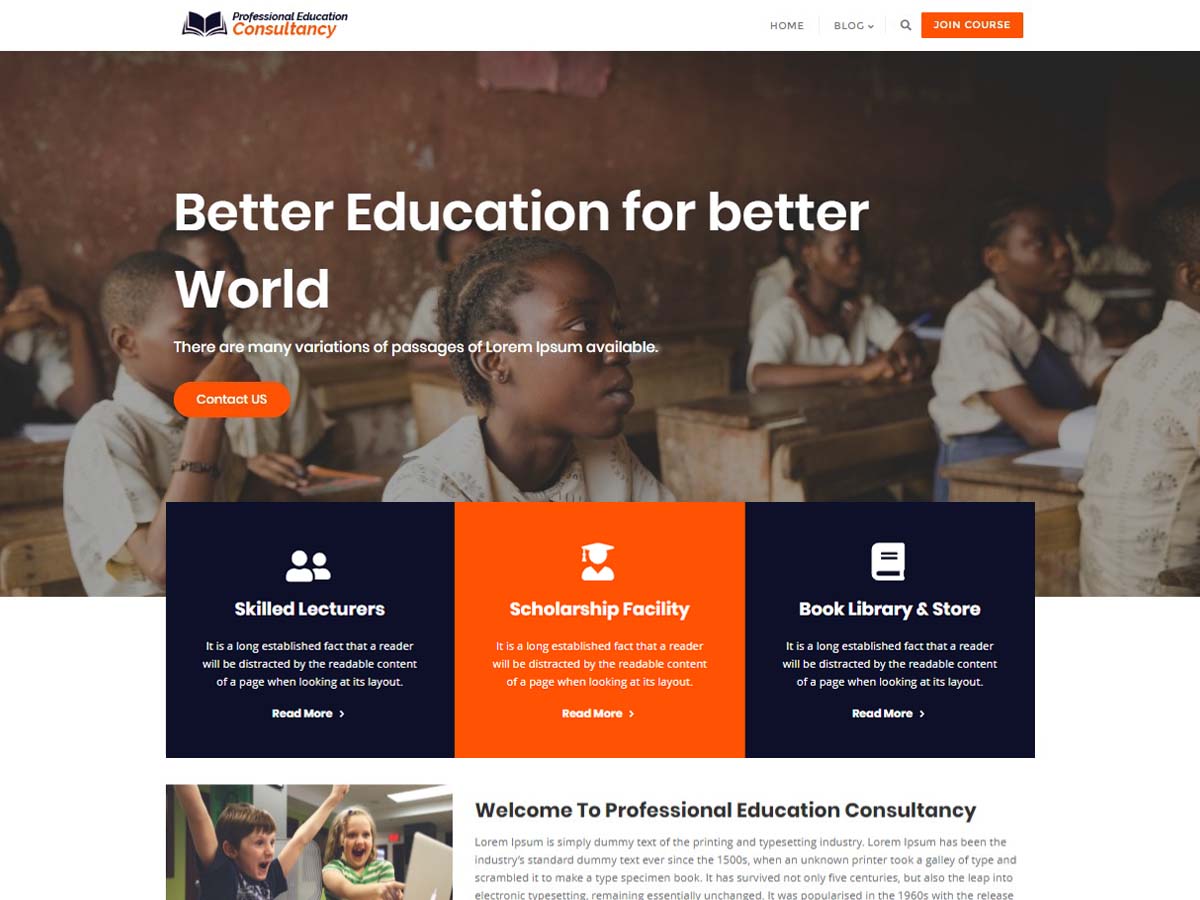 Professional Education
Consultancy
HOME
BLOG
JOIN COURSE
Better Education for better
World
There are many variations of passages of Lorem Ipsum available.
Contact US
Skilled Lecturers
It is a long established fact that a reader
will be distracted by the readable content
of a page when looking at its layout.
Read More
Scholarship Facility
It is a long established fact that a reader
will be distracted by the readable content
of a page when looking at its layout.
Read More
Book Library & Store
It is a long established fact that a reader
will be distracted by the readable content
of a page when looking at its layout.
Read More
Welcome To Professional Education Consultancy
Lorem Ipsum is simply dummy text of the printing and typesetting industry. Lorem Ipsum has been the
industry’s standard dummy text ever since the 1500s, when an unknown printer took a galley of type and
scrambled it to make a type specimen book. It has survived not only five centuries, but also the leap into
electronic typesetting, remaining essentially unchanged. It was popularised in the 1960s with the release